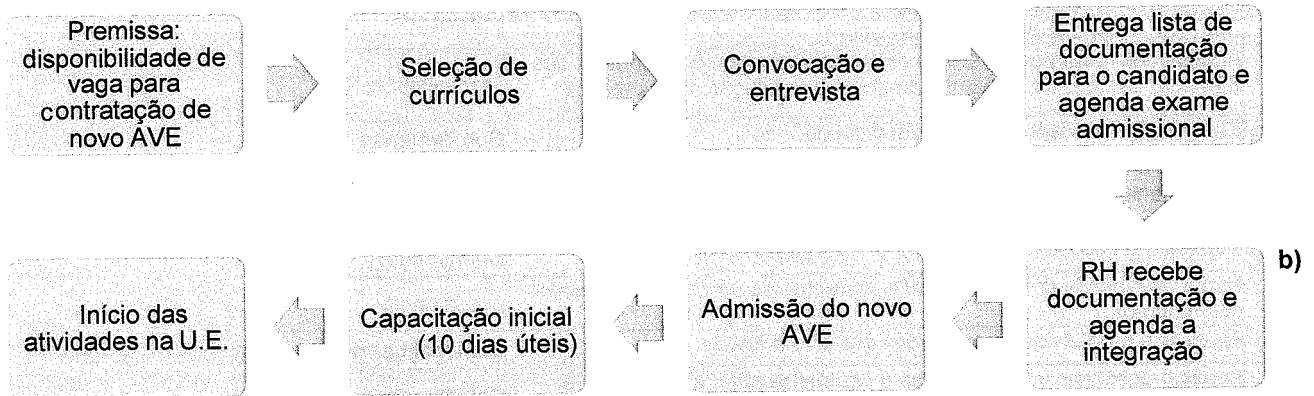 Premissa:
disponibilidade de
vaga para
contratação de
novo AVE
Seleção de
currículos
Convocação e
entrevista
Entrega lista de
documentação
para o candidato e
agenda exame
admissional
RH recebe
documentação e
agenda a
integração
b)
Admissão do novo
AVE
Capacitação inicial
(10 dias úteis)
Início das
atividades na U.E.